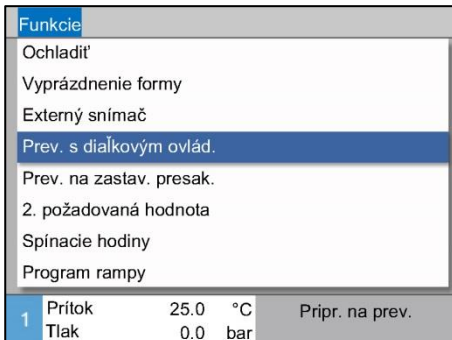 Funkcie
Ochladiť
Vyprázdnenie formy
Externý snímač
Prev. s diaľkovým ovlád.
Prev. na zastav. presak.
2. požadovaná hodnota
Spínacie hodiny
Program rampy
1 Prítok 25.0 °C Pripr. na prev.
Tlak 0.0 bar